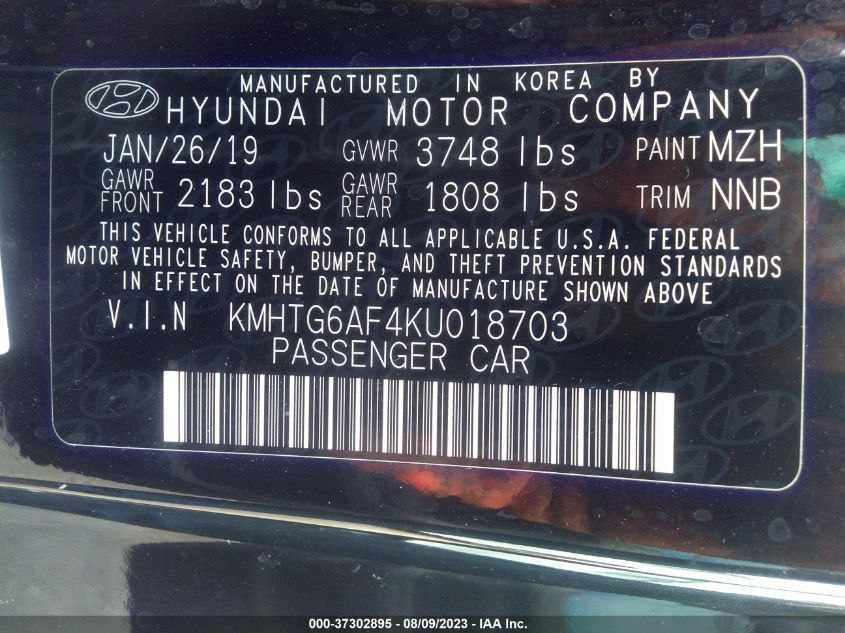 MANUFACTURED IN KOREA BY
HYUNDAI MOTOR COMPANY
JAN/26/19 GVWR 3748 lbs PAINT MZH
GAWR FRONT 2183 lbs GAWR REAR 1808 lbs TRIM NNB
THIS VEHICLE CONFORMS TO ALL APPLICABLE U.S.A. FEDERAL
MOTOR VEHICLE SAFETY, BUMPER, AND THEFT PREVENTION STANDARDS
IN EFFECT ON THE DATE OF MANUFACTURE SHOWN ABOVE
V.I.N KMHTG6AF4KU018703
PASSENGER CAR
000-37302895 - 08/09/2023 - IAA Inc.